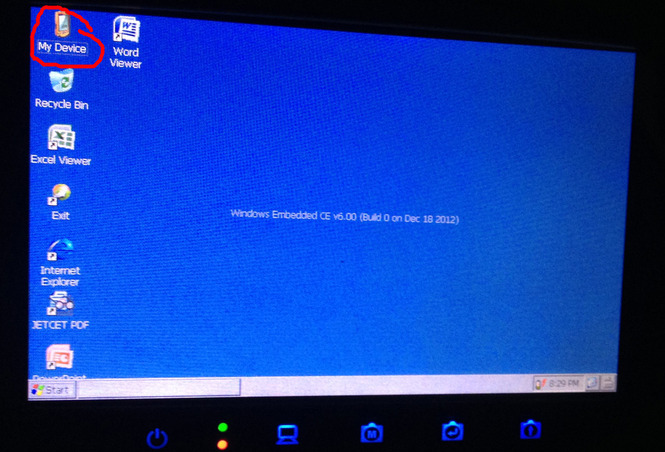 My Device
Word
Viewer
Recycle Bin
Excel Viewer
Windows Embedded CE v6.00 (Build 0 on Dec 18 2012)
Exit
Internet
Explorer
JETCET PDF
PowerPoint
Start
8:29 PM
M